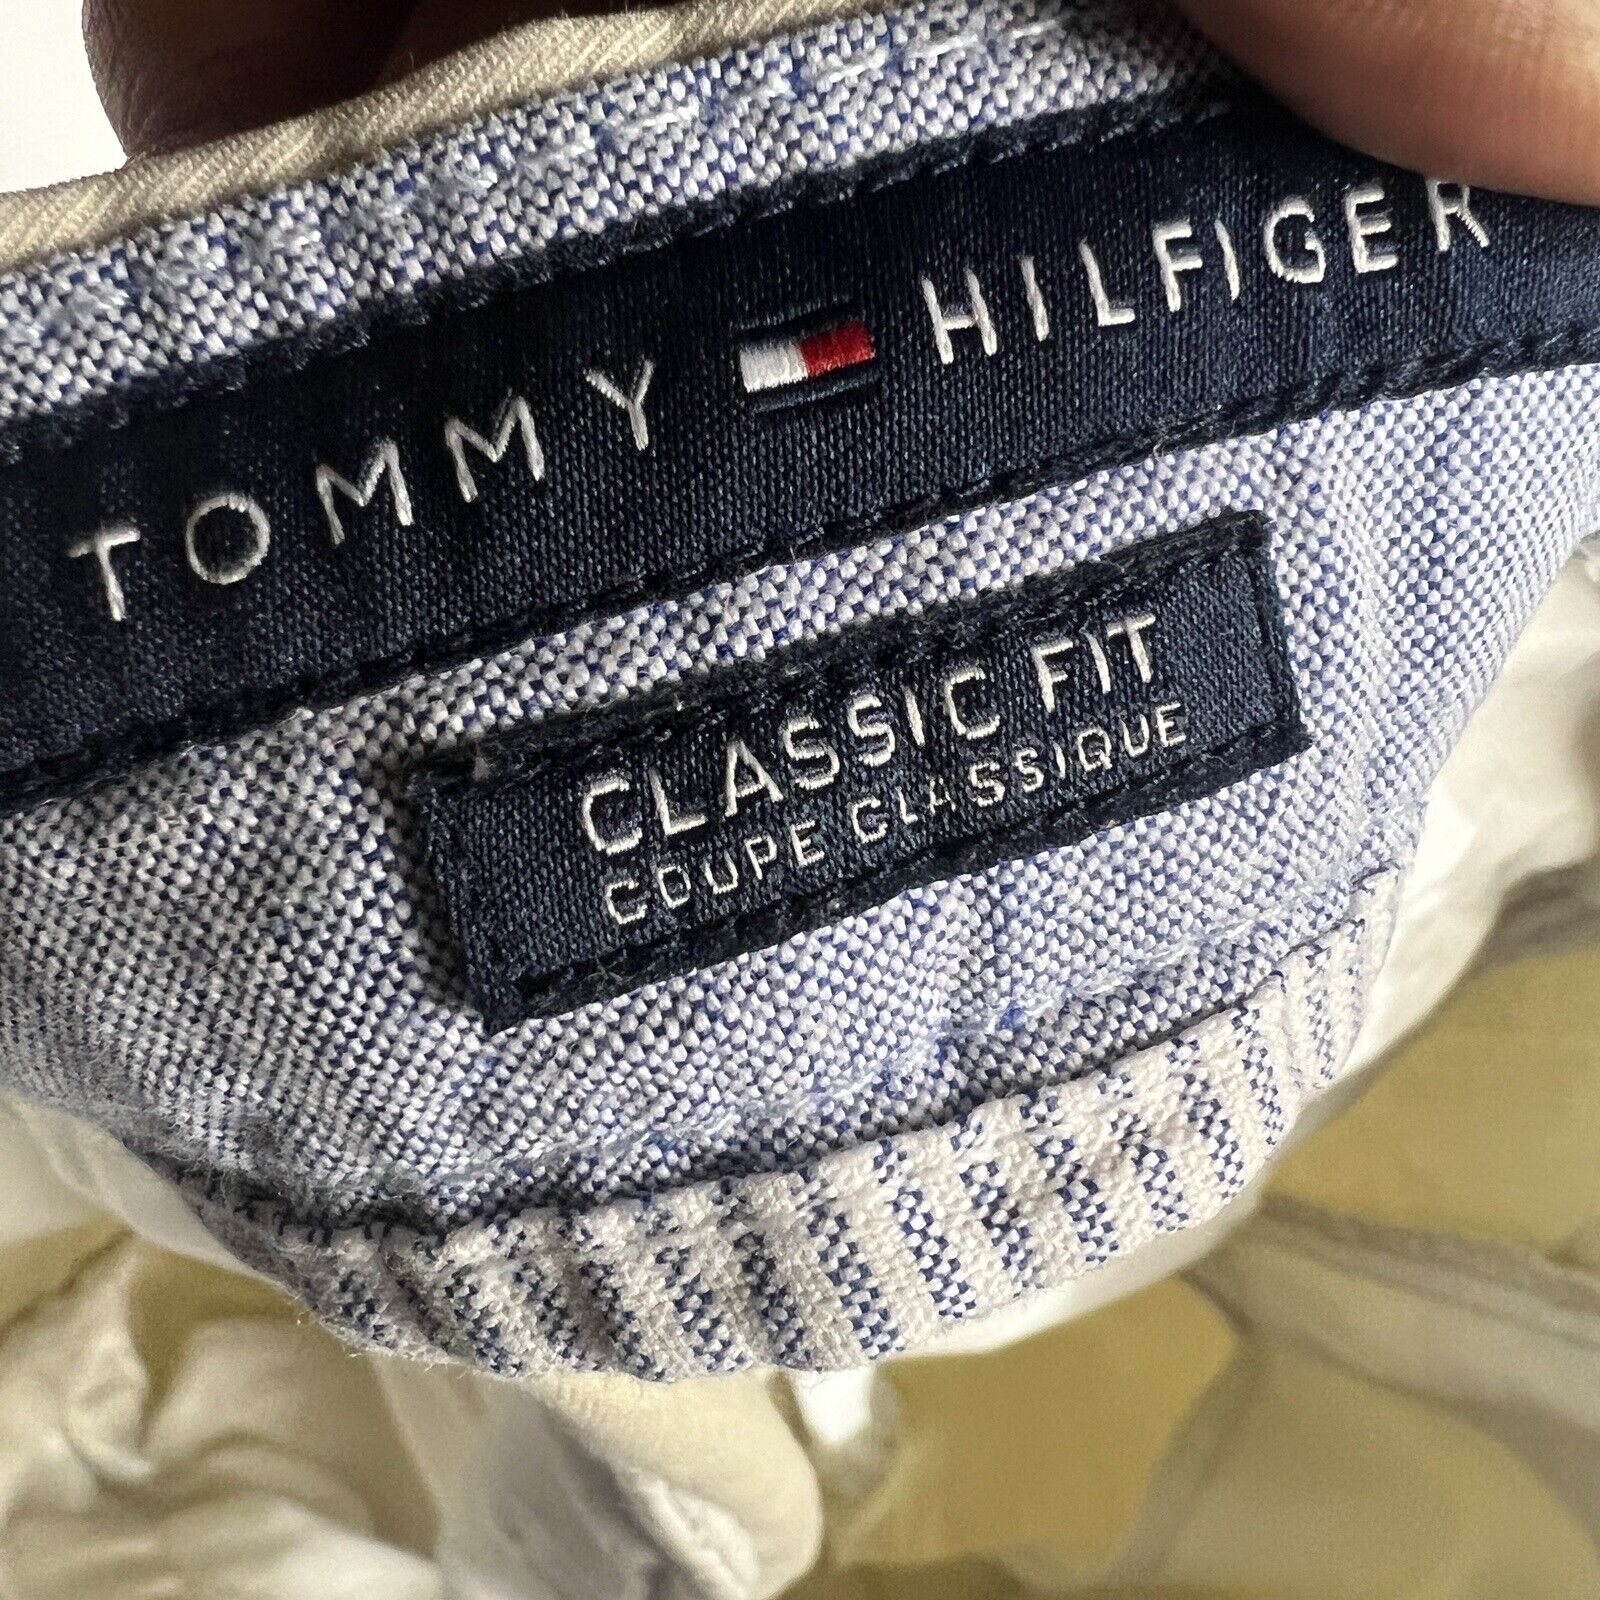 TOMMY HILFIGER
CLASSIC FIT
COUPE CLASSIQUE